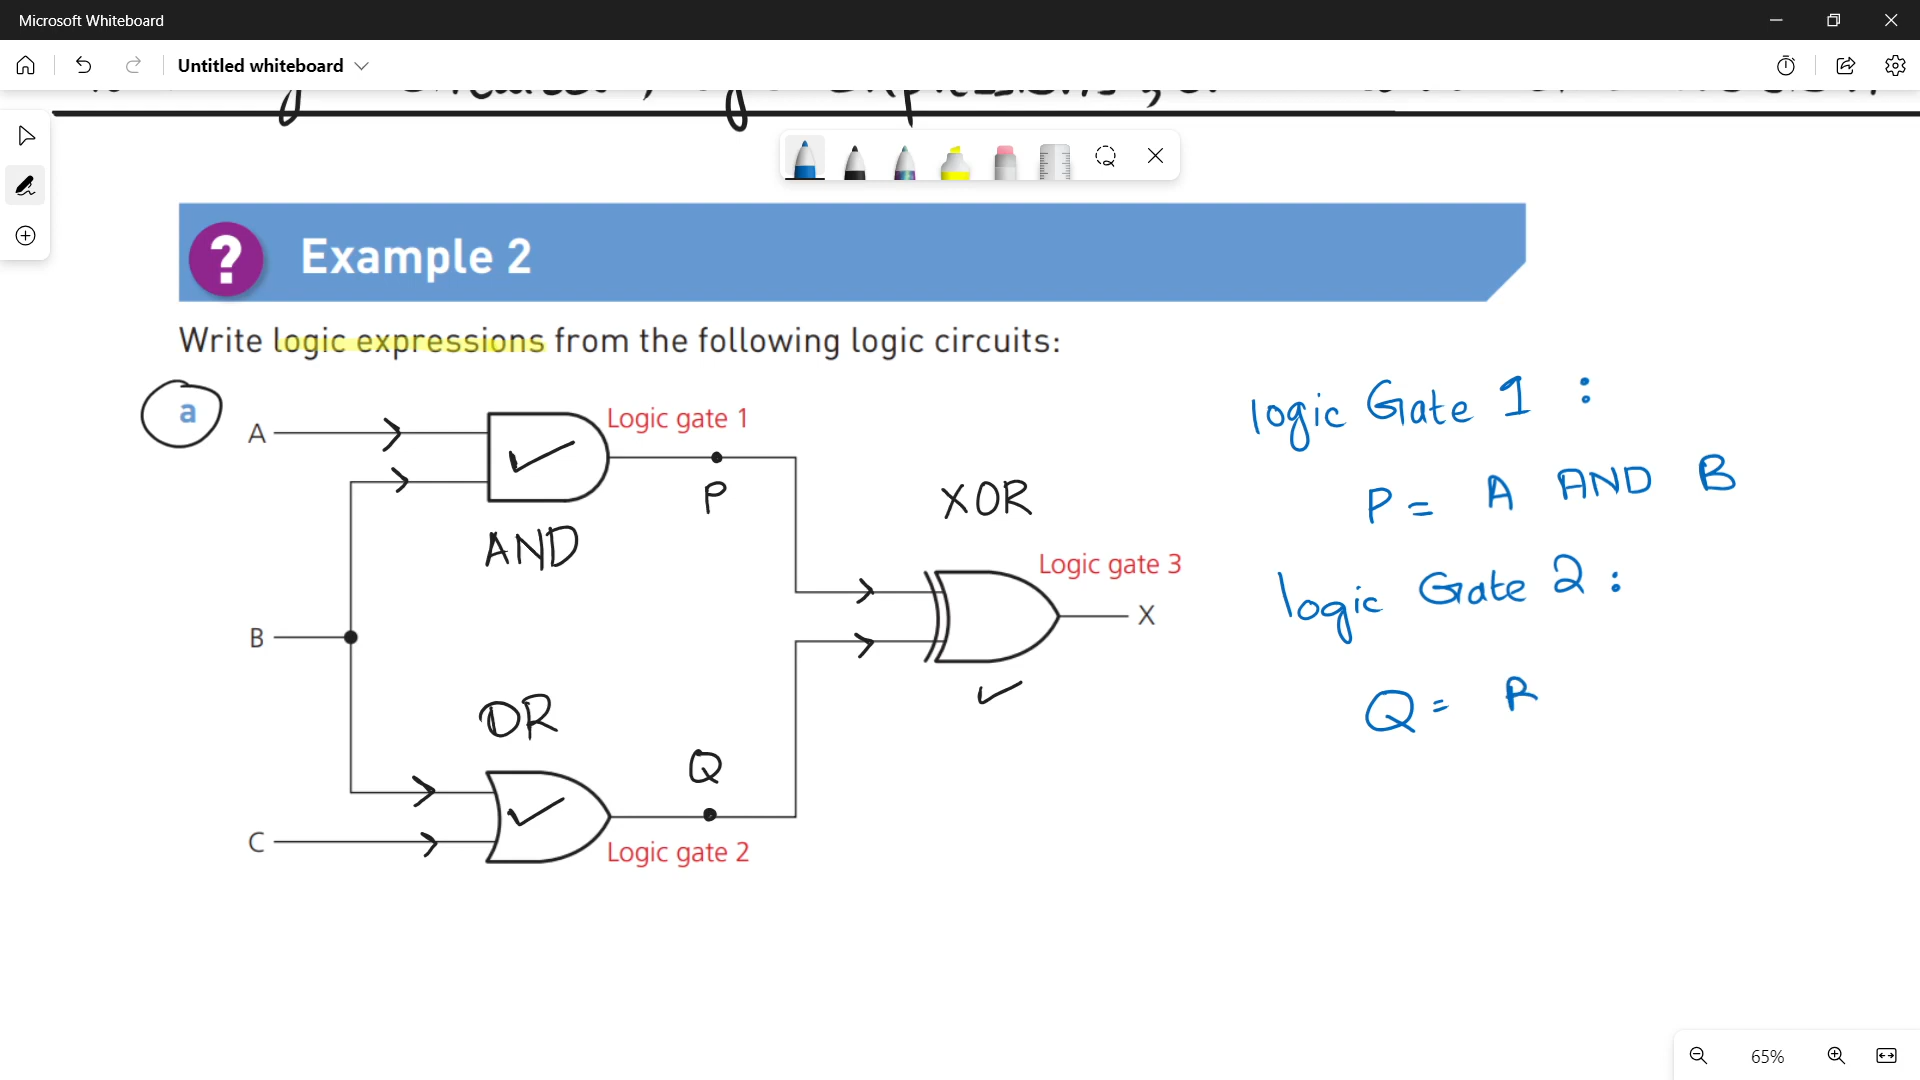 Microsoft Whiteboard
Untitled whiteboard
? Example 2
Write logic expressions from the following logic circuits:
a
A
Logic gate 1
P
AND
XOR
Logic gate 3
X
B
OR
Q
C
Logic gate 2
logic Gate 1 :
P = A AND B
logic Gate 2 :
Q =
65%